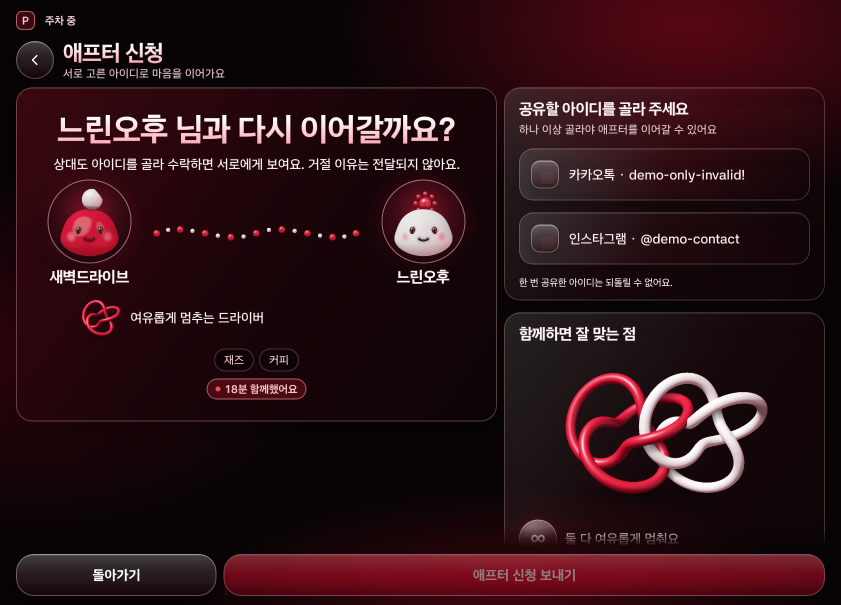 P 주차 중
애프터 신청
서로 고른 아이디로 마음을 이어가요
느린오후 님과 다시 이어갈까요?
상대도 아이디를 골라 수락하면 서로에게 보여요. 거절 이유는 전달되지 않아요.
새벽드라이브
느린오후
여유롭게 멈추는 드라이버
재즈
커피
18분 함께했어요
공유할 아이디를 골라 주세요
하나 이상 골라야 애프터를 이어갈 수 있어요
카카오톡 · demo-only-invalid!
인스타그램 · @demo-contact
한 번 공유한 아이디는 되돌릴 수 없어요.
함께하면 잘 맞는 점
둘 다 여유롭게 멈춰요
돌아가기
애프터 신청 보내기